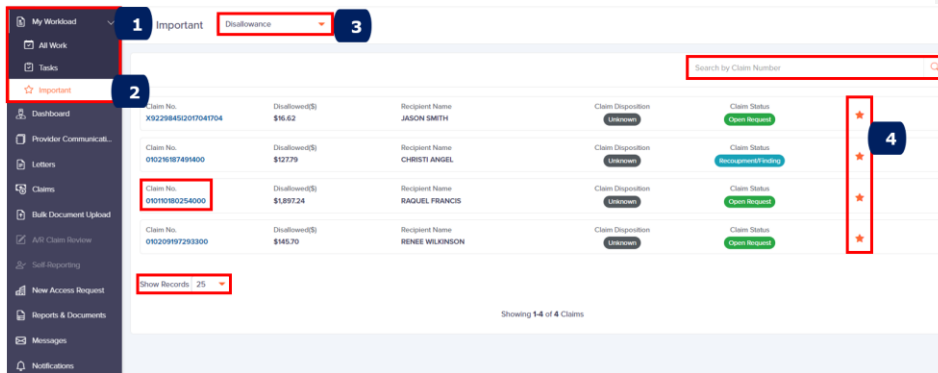 My Workload
All Work
Tasks
Important
Dashboard
Provider Communicati...
Letters
Claims
Bulk Document Upload
A/R Claim Review
Self-Reporting
New Access Request
Reports & Documents
Messages
Notifications
1
2
Important
Disallowance
3
Search by Claim Number
Claim No. Disallowed($) Recipient Name Claim Disposition Claim Status
X9229845I2017041704 $16.62 JASON SMITH Unknown Open Request
4
Claim No. Disallowed($) Recipient Name Claim Disposition Claim Status
010216187491400 $127.79 CHRISTI ANGEL Unknown Recoupment/Finding
Claim No. Disallowed($) Recipient Name Claim Disposition Claim Status
010110180254000 $1,897.24 RAQUEL FRANCIS Unknown Open Request
Claim No. Disallowed($) Recipient Name Claim Disposition Claim Status
010209197293300 $145.70 RENEE WILKINSON Unknown Open Request
Show Records 25
Showing 1-4 of 4 Claims